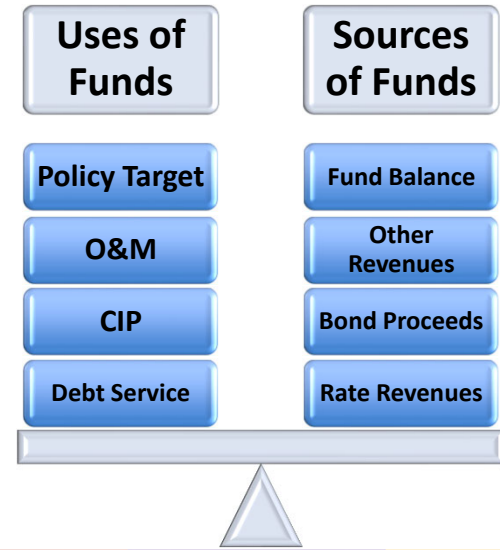 Uses of
Funds
Policy Target
O&M
CIP
Debt Service
Sources
of Funds
Fund Balance
Other
Revenues
Bond Proceeds
Rate Revenues